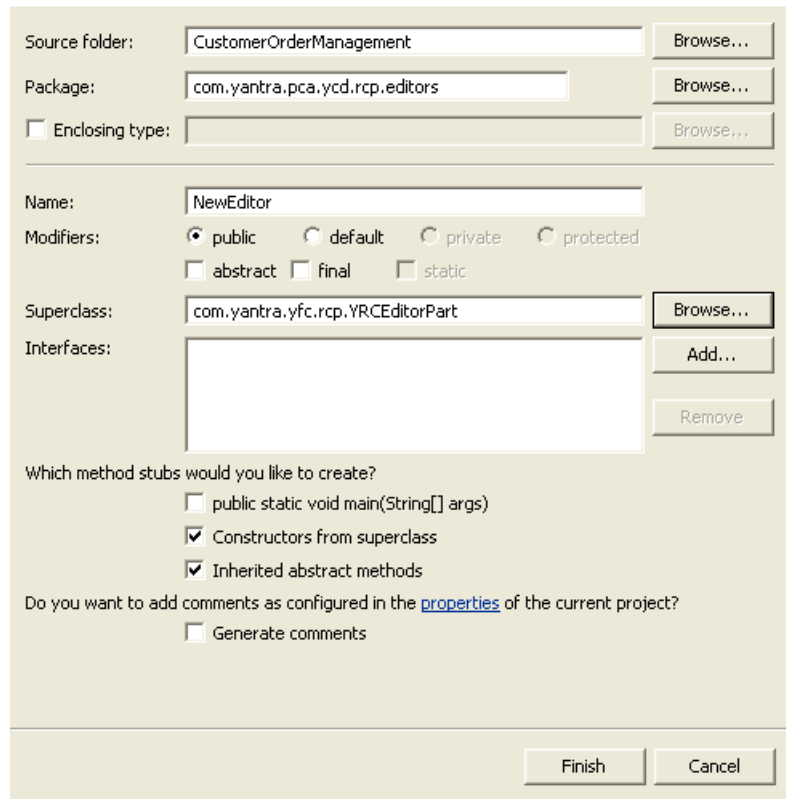 Source folder: CustomerOrderManagement Browse...
Package: com.yantra.pca.ycd.rcp.editors Browse...
Enclosing type: Browse...
Name: NewEditor
Modifiers: public default private protected
abstract final static
Superclass: com.yantra.yfc.rcp.YRCEditorPart Browse...
Interfaces: Add...
Remove
Which method stubs would you like to create?
public static void main(String[] args)
Constructors from superclass
Inherited abstract methods
Do you want to add comments as configured in the properties of the current project?
Generate comments
Finish Cancel